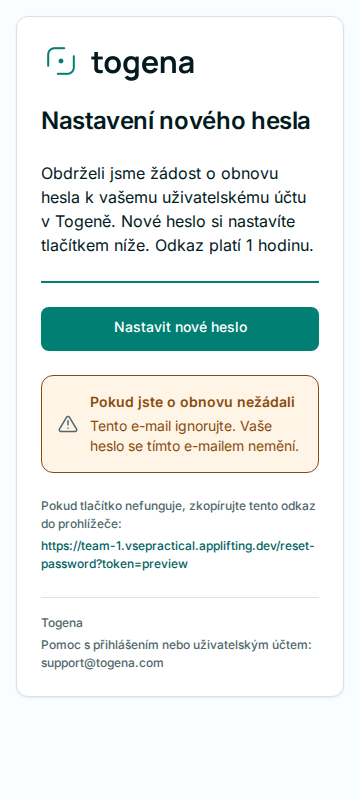 togena
Nastavení nového hesla
Obdrželi jsme žádost o obnovu
hesla k vašemu uživatelskému účtu
v Togeně. Nové heslo si nastavíte
tlačítkem níže. Odkaz platí 1 hodinu.
Nastavit nové heslo
Pokud jste o obnovu nežádali
Tento e-mail ignorujte. Vaše
heslo se tímto e-mailem nemění.
Pokud tlačítko nefunguje, zkopírujte tento odkaz
do prohlížeče:
https://team-1.vsepractical.applifting.dev/reset-
password?token=preview
Togena
Pomoc s přihlášením nebo uživatelským účtem:
support@togena.com